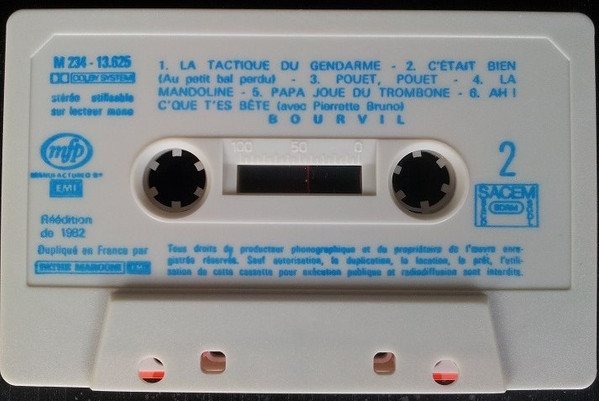 M 234 - 13.625
DOLBY SYSTEM
stéréo utilisable
sur lecteur mono
1. LA TACTIQUE DU GENDARME - 2. C'ÉTAIT BIEN
(Au petit bal perdu) - 3. POUET, POUET - 4. LA
MANDOLINE - 5. PAPA JOUE DU TROMBONE - 6. AH !
C'QUE T'ES BÊTE (avec Pierrette Bruno)
BOURVIL
mfp
MANUFACTURED BY
EMI
100 50 0
2
SACEM
SDRM
Réédition
de 1982
Dupliqué en France par
PATHE MARCONI EMI
Tous droits du producteur phonographique et du propriétaire de l'œuvre enre-
gistrée réservés. Sauf autorisation, la duplication, la location, le prêt, l'utili-
sation de cette cassette pour exécution publique et radiodiffusion sont interdits.